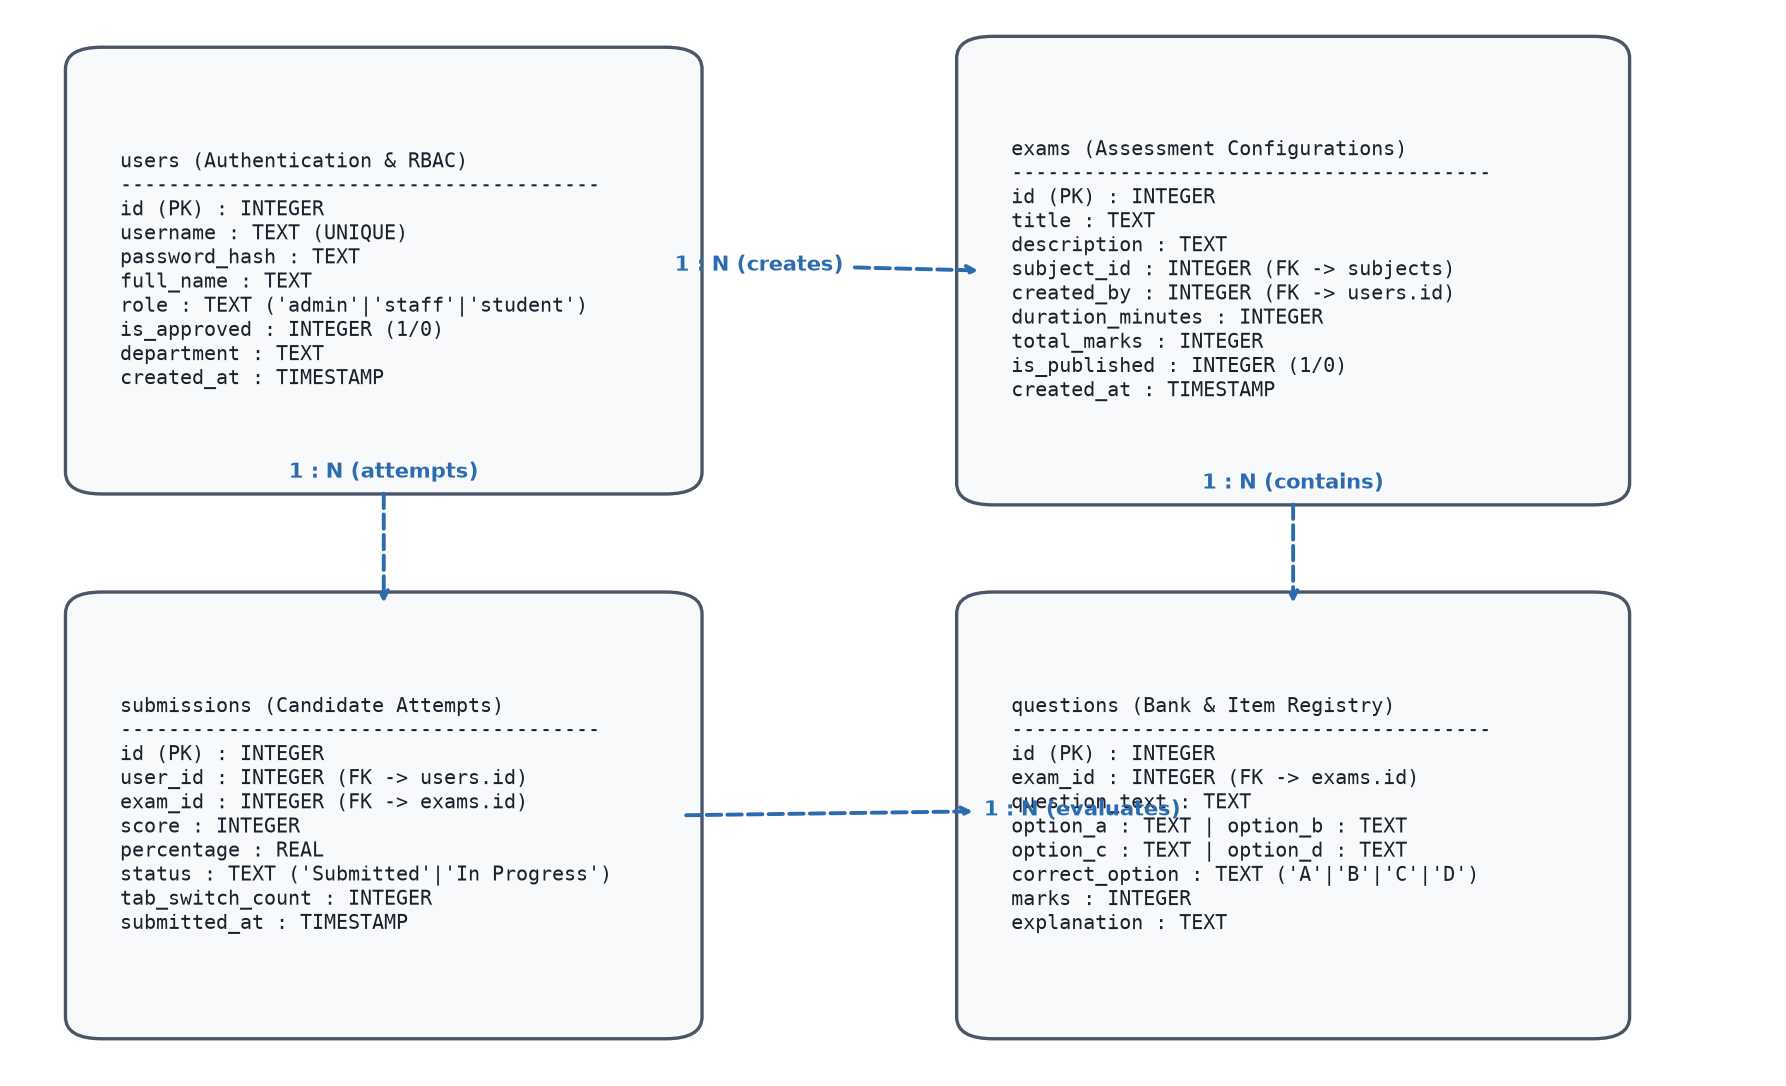 users (Authentication & RBAC)
----------------------------------------
id (PK) : INTEGER
username : TEXT (UNIQUE)
password_hash : TEXT
full_name : TEXT
role : TEXT ('admin'|'staff'|'student')
is_approved : INTEGER (1/0)
department : TEXT
created_at : TIMESTAMP
1 : N (attempts)
1 : N (creates)
exams (Assessment Configurations)
----------------------------------------
id (PK) : INTEGER
title : TEXT
description : TEXT
subject_id : INTEGER (FK -> subjects)
created_by : INTEGER (FK -> users.id)
duration_minutes : INTEGER
total_marks : INTEGER
is_published : INTEGER (1/0)
created_at : TIMESTAMP
1 : N (contains)
submissions (Candidate Attempts)
----------------------------------------
id (PK) : INTEGER
user_id : INTEGER (FK -> users.id)
exam_id : INTEGER (FK -> exams.id)
score : INTEGER
percentage : REAL
status : TEXT ('Submitted'|'In Progress')
tab_switch_count : INTEGER
submitted_at : TIMESTAMP
1 : N (evaluates)
questions (Bank & Item Registry)
----------------------------------------
id (PK) : INTEGER
exam_id : INTEGER (FK -> exams.id)
question_text : TEXT
option_a : TEXT | option_b : TEXT
option_c : TEXT | option_d : TEXT
correct_option : TEXT ('A'|'B'|'C'|'D')
marks : INTEGER
explanation : TEXT